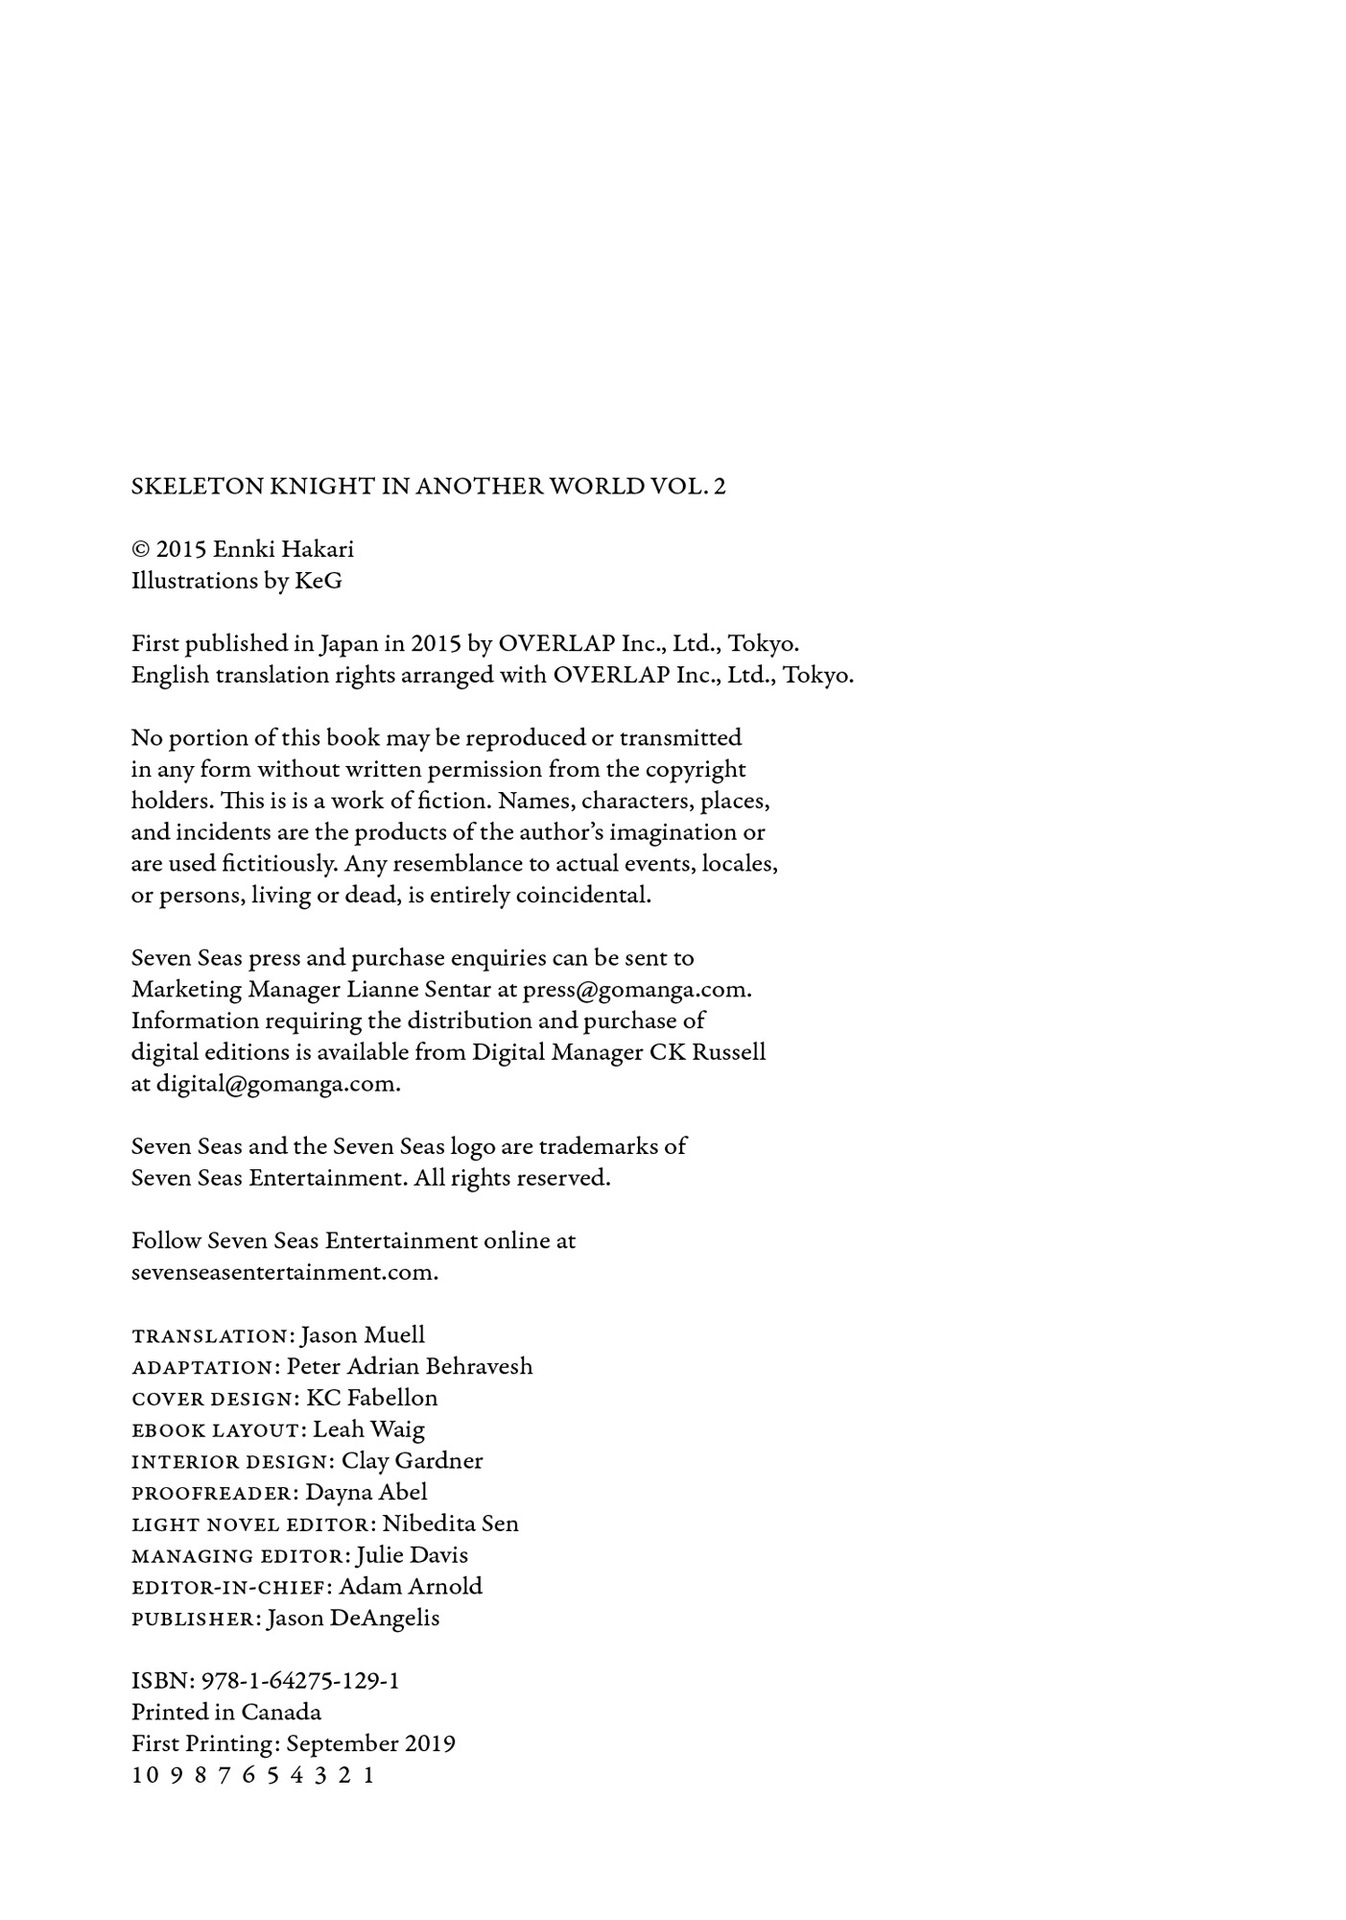 SKELETON KNIGHT IN ANOTHER WORLD VOL. 2
© 2015 Ennki Hakari
Illustrations by KeG
First published in Japan in 2015 by OVERLAP Inc., Ltd., Tokyo.
English translation rights arranged with OVERLAP Inc., Ltd., Tokyo.
No portion of this book may be reproduced or transmitted
in any form without written permission from the copyright
holders. This is is a work of fiction. Names, characters, places,
and incidents are the products of the author’s imagination or
are used fictitiously. Any resemblance to actual events, locales,
or persons, living or dead, is entirely coincidental.
Seven Seas press and purchase enquiries can be sent to
Marketing Manager Lianne Sentar at press@gomanga.com.
Information requiring the distribution and purchase of
digital editions is available from Digital Manager CK Russell
at digital@gomanga.com.
Seven Seas and the Seven Seas logo are trademarks of
Seven Seas Entertainment. All rights reserved.
Follow Seven Seas Entertainment online at
sevenseasentertainment.com.
TRANSLATION: Jason Muell
ADAPTATION: Peter Adrian Behravesh
COVER DESIGN: KC Fabellon
EBOOK LAYOUT: Leah Waig
INTERIOR DESIGN: Clay Gardner
PROOFREADER: Dayna Abel
LIGHT NOVEL EDITOR: Nibedita Sen
MANAGING EDITOR: Julie Davis
EDITOR-IN-CHIEF: Adam Arnold
PUBLISHER: Jason DeAngelis
ISBN: 978-1-64275-129-1
Printed in Canada
First Printing: September 2019
10 9 8 7 6 5 4 3 2 1